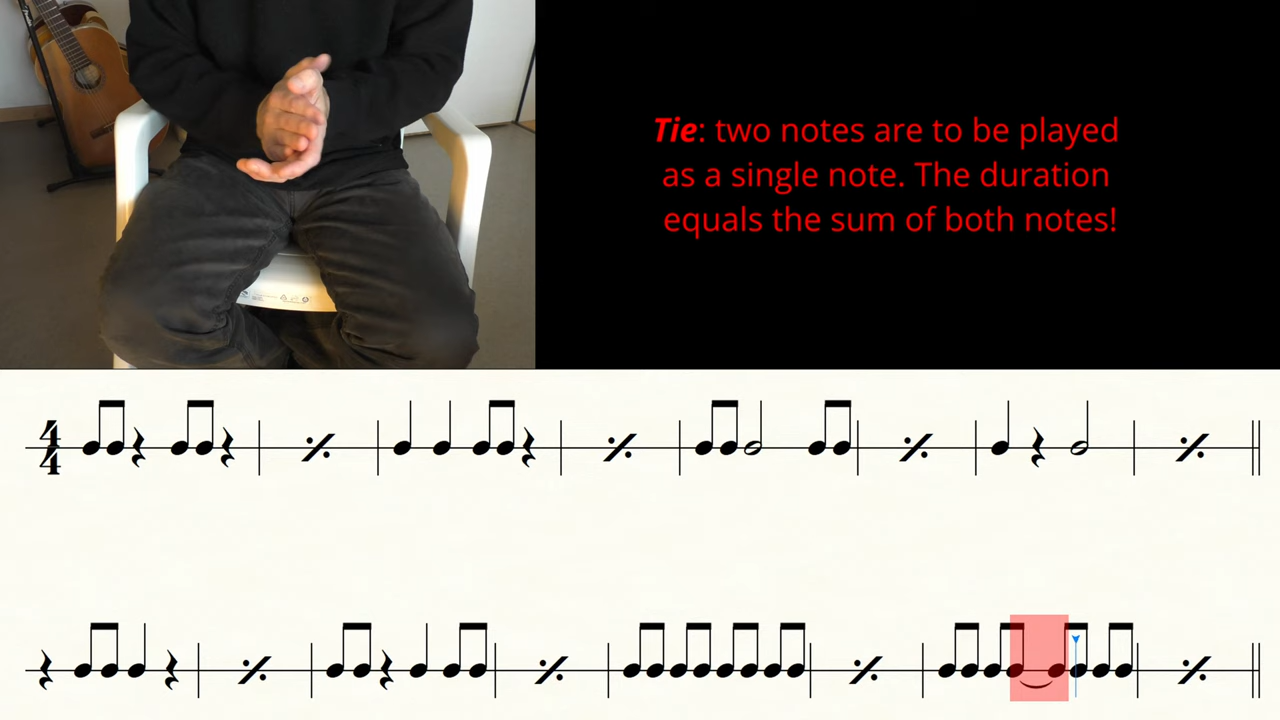 Tie: two notes are to be played
as a single note. The duration
equals the sum of both notes!
4
4